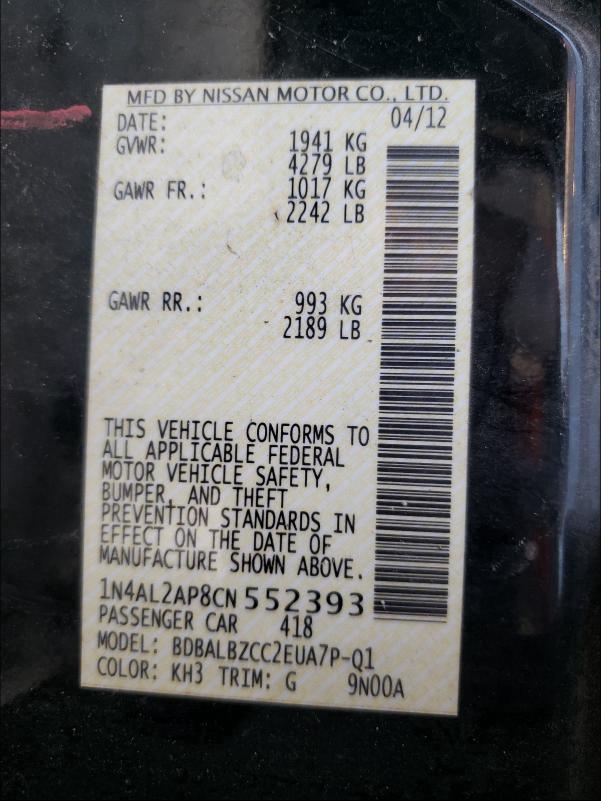 MFD BY NISSAN MOTOR CO., LTD.
DATE: 04/12
GVWR: 1941 KG
4279 LB
GAWR FR.: 1017 KG
2242 LB
GAWR RR.: 993 KG
2189 LB
THIS VEHICLE CONFORMS TO
ALL APPLICABLE FEDERAL
MOTOR VEHICLE SAFETY,
BUMPER, AND THEFT
PREVENTION STANDARDS IN
EFFECT ON THE DATE OF
MANUFACTURE SHOWN ABOVE.
1N4AL2AP8CN 552393
PASSENGER CAR 418
MODEL: BDBALBZCC2EUA7P-Q1
COLOR: KH3 TRIM: G 9N00A